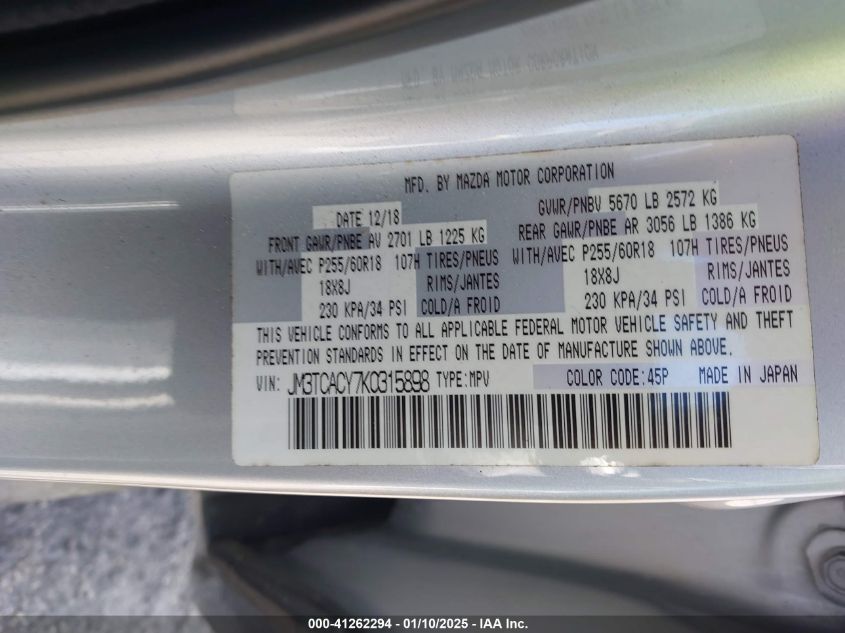 MFD. BY MAZDA MOTOR CORPORATION
DATE 12/18 GVWR/PNBV 5670 LB 2572 KG
FRONT GAWR/PNBE AV 2701 LB 1225 KG REAR GAWR/PNBE AR 3056 LB 1386 KG
WITH/AVEC P255/60R18 107H TIRES/PNEUS WITH/AVEC P255/60R18 107H TIRES/PNEUS
18X8J RIMS/JANTES 18X8J RIMS/JANTES
230 KPA/34 PSI COLD/A FROID 230 KPA/34 PSI COLD/A FROID
THIS VEHICLE CONFORMS TO ALL APPLICABLE FEDERAL MOTOR VEHICLE SAFETY AND THEFT
PREVENTION STANDARDS IN EFFECT ON THE DATE OF MANUFACTURE SHOWN ABOVE.
VIN: JM3TCACY7K0315898 TYPE:MPV COLOR CODE:45P MADE IN JAPAN
000-41262294 - 01/10/2025 - IAA Inc.